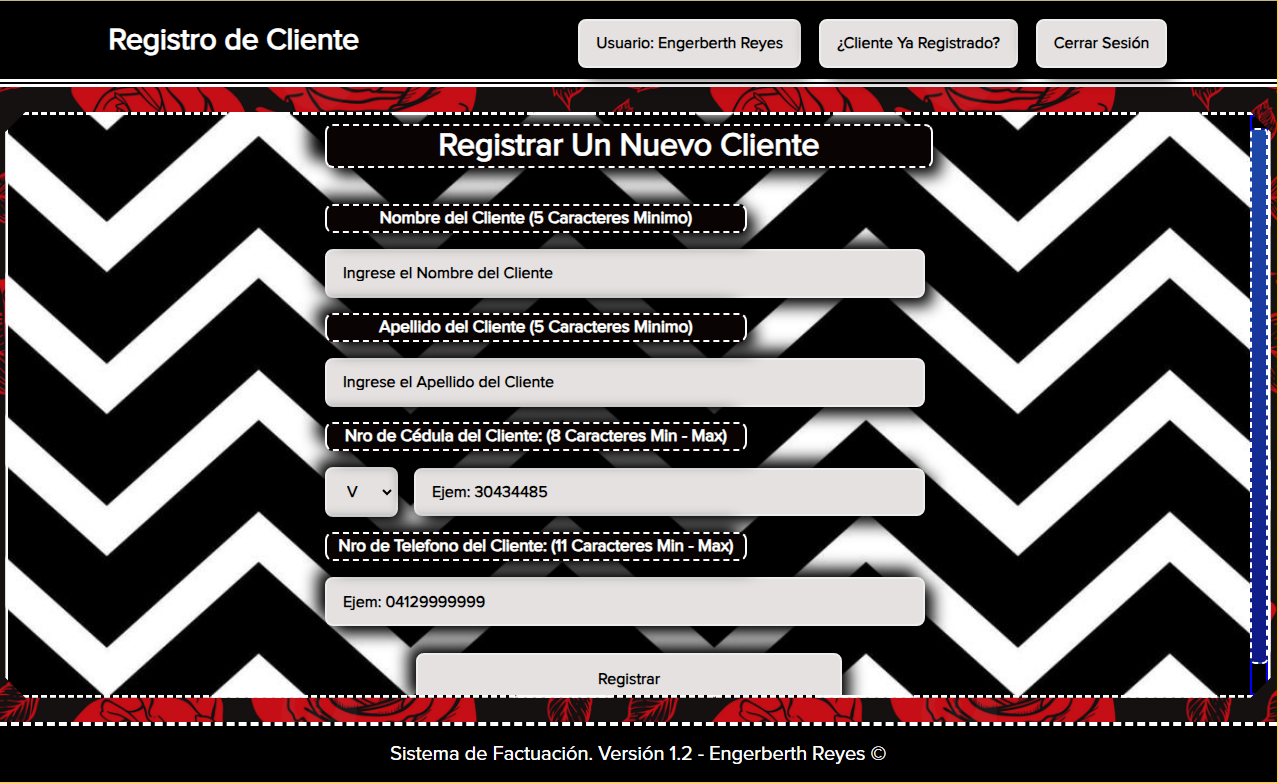 Registro de Cliente
Usuario: Engerberth Reyes
¿Cliente Ya Registrado?
Cerrar Sesión
Registrar Un Nuevo Cliente
Nombre del Cliente (5 Caracteres Minimo)
Ingrese el Nombre del Cliente
Apellido del Cliente (5 Caracteres Minimo)
Ingrese el Apellido del Cliente
Nro de Cédula del Cliente: (8 Caracteres Min - Max)
V
Ejem: 30434485
Nro de Telefono del Cliente: (11 Caracteres Min - Max)
Ejem: 04129999999
Registrar
Sistema de Factuación. Versión 1.2 - Engerberth Reyes ©